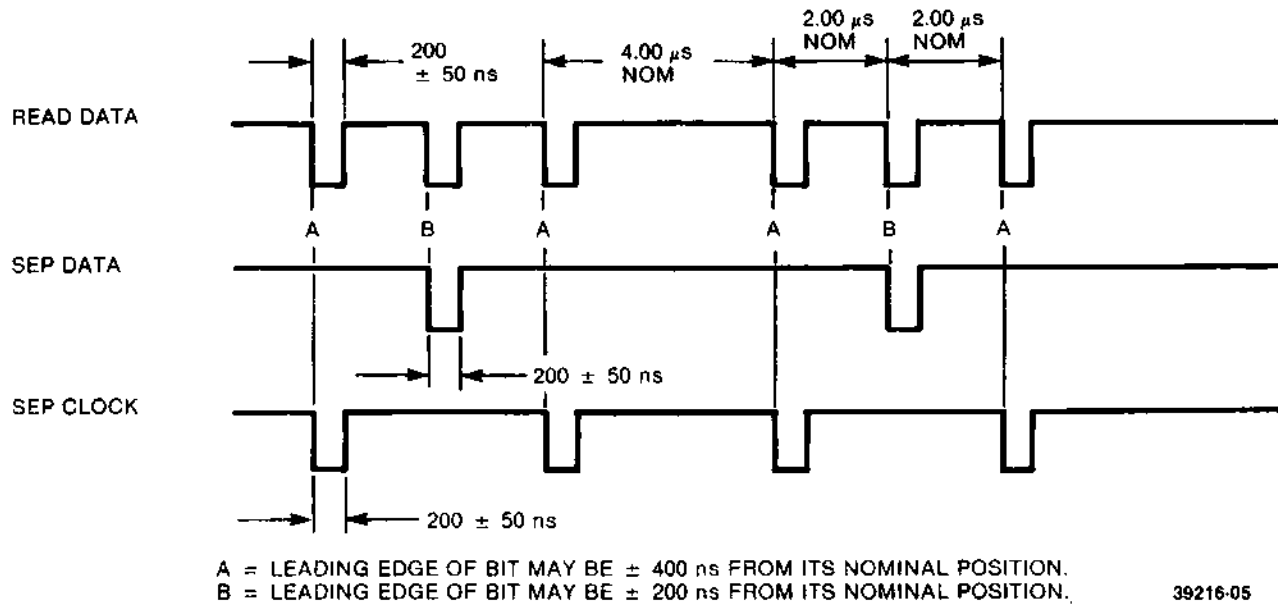 2.00 µs NOM
2.00 µs NOM
200 ± 50 ns
4.00 µs NOM
READ DATA
A B A A B A
SEP DATA
200 ± 50 ns
SEP CLOCK
200 ± 50 ns
A = LEADING EDGE OF BIT MAY BE ± 400 ns FROM ITS NOMINAL POSITION.
B = LEADING EDGE OF BIT MAY BE ± 200 ns FROM ITS NOMINAL POSITION.
39216-05